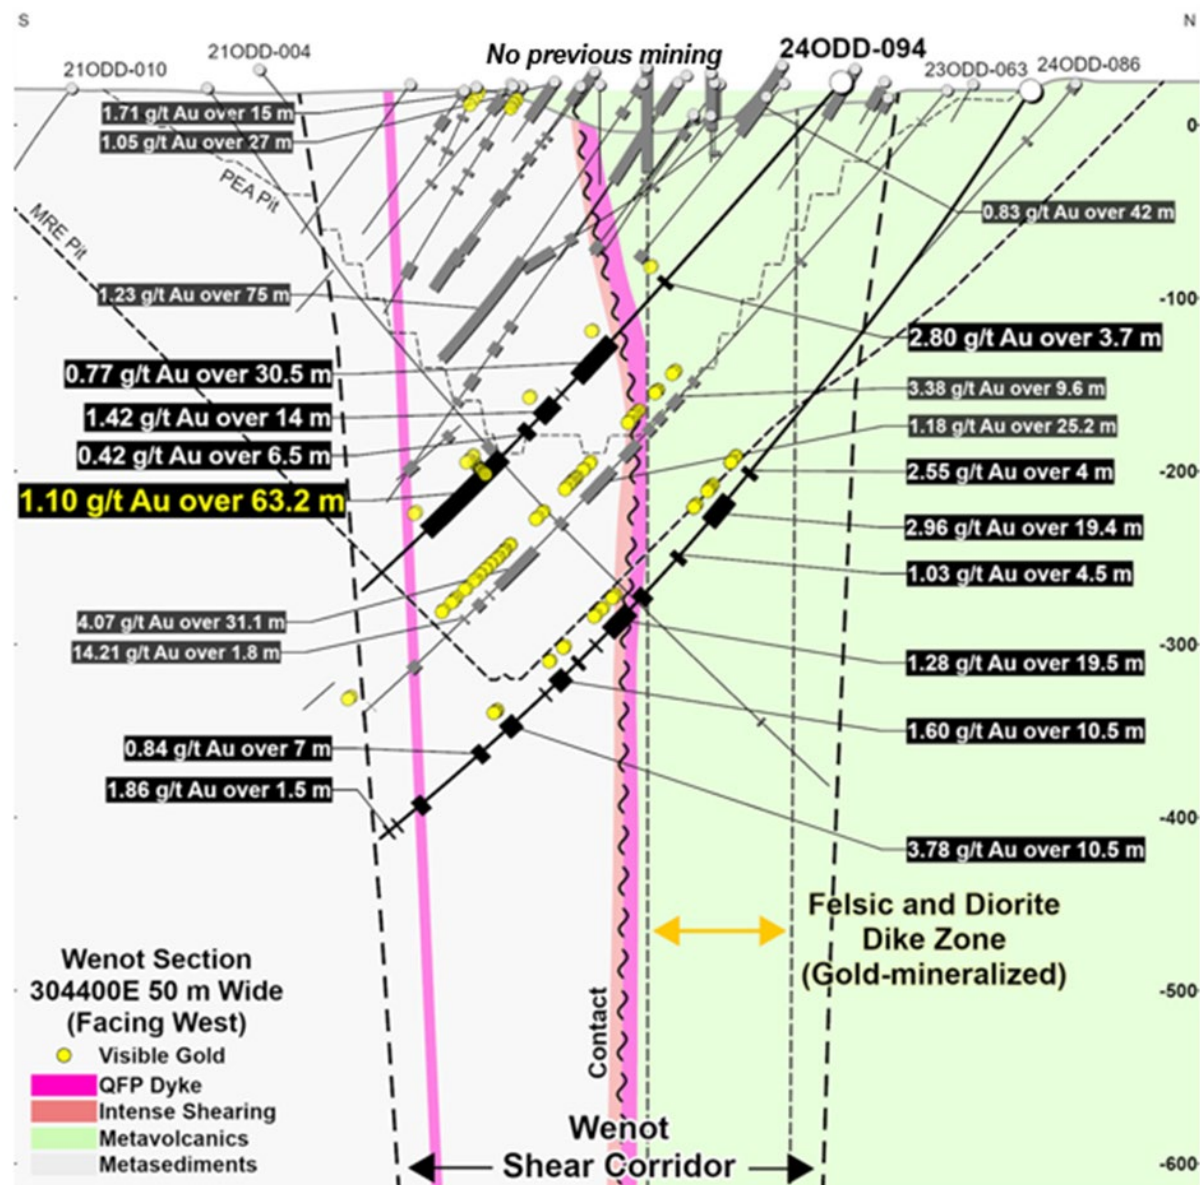 S
N
21ODD-010
21ODD-004
No previous mining
24ODD-094
23ODD-063
24ODD-086
1.71 g/t Au over 15 m
1.05 g/t Au over 27 m
0
PEA Pit
MRE Pit
0.83 g/t Au over 42 m
1.23 g/t Au over 75 m
-100
2.80 g/t Au over 3.7 m
0.77 g/t Au over 30.5 m
3.38 g/t Au over 9.6 m
1.42 g/t Au over 14 m
1.18 g/t Au over 25.2 m
0.42 g/t Au over 6.5 m
2.55 g/t Au over 4 m
-200
1.10 g/t Au over 63.2 m
2.96 g/t Au over 19.4 m
1.03 g/t Au over 4.5 m
4.07 g/t Au over 31.1 m
14.21 g/t Au over 1.8 m
-300
1.28 g/t Au over 19.5 m
1.60 g/t Au over 10.5 m
0.84 g/t Au over 7 m
1.86 g/t Au over 1.5 m
-400
3.78 g/t Au over 10.5 m
Felsic and Diorite
Dike Zone
(Gold-mineralized)
Wenot Section
304400E 50 m Wide
(Facing West)
-500
Contact
Visible Gold
QFP Dyke
Intense Shearing
Metavolcanics
Metasediments
Wenot
Shear Corridor
-600